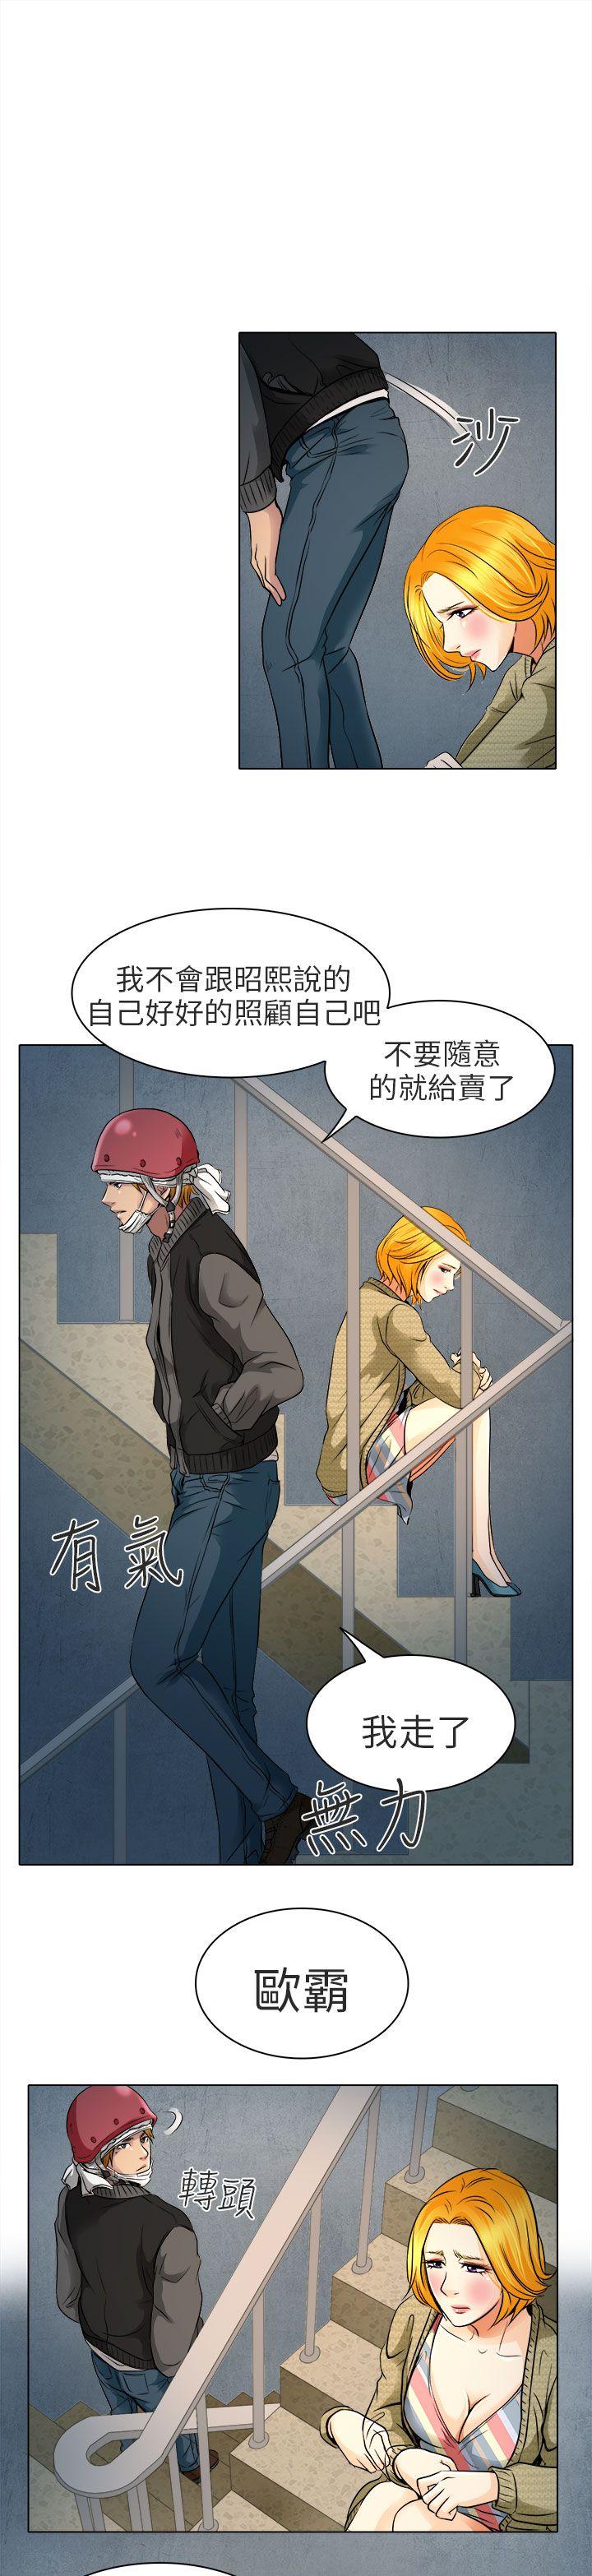 沙
我不會跟昭熙說的
自己好好的照顧自己吧
不要隨意
的就給賣了
有氣
我走了
無力
歐霸
轉頭